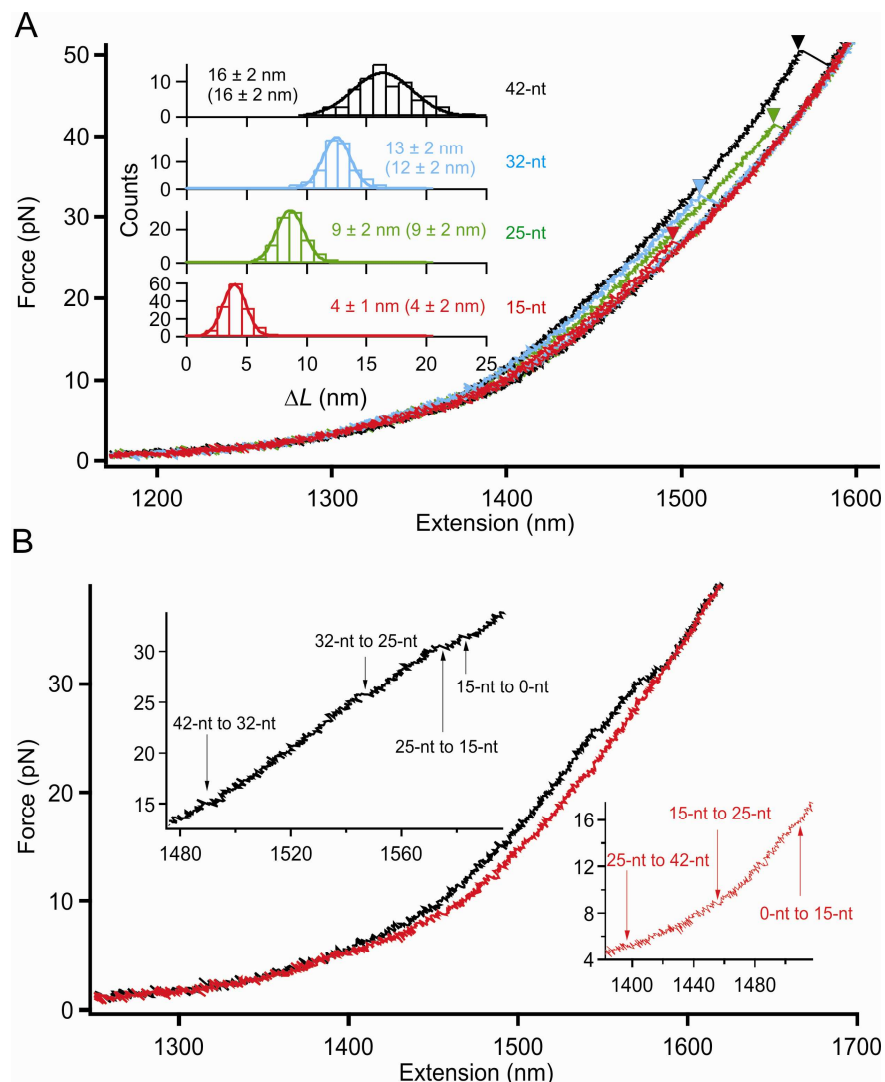 A
50
40
30
20
10
0
Force (pN)
1200
1300
1400
1500
1600
Extension (nm)
Counts
10
0
16 ± 2 nm
(16 ± 2 nm)
42-nt
10
0
13 ± 2 nm
(12 ± 2 nm)
32-nt
20
0
9 ± 2 nm (9 ± 2 nm)
25-nt
60
40
20
0
4 ± 1 nm (4 ± 2 nm)
15-nt
0
5
10
15
20
25
ΔL (nm)
B
30
20
10
0
Force (pN)
1300
1400
1500
1600
1700
Extension (nm)
30
25
20
15
1480
1520
1560
42-nt to 32-nt
32-nt to 25-nt
25-nt to 15-nt
15-nt to 0-nt
16
12
8
4
1400
1440
1480
15-nt to 25-nt
25-nt to 42-nt
0-nt to 15-nt